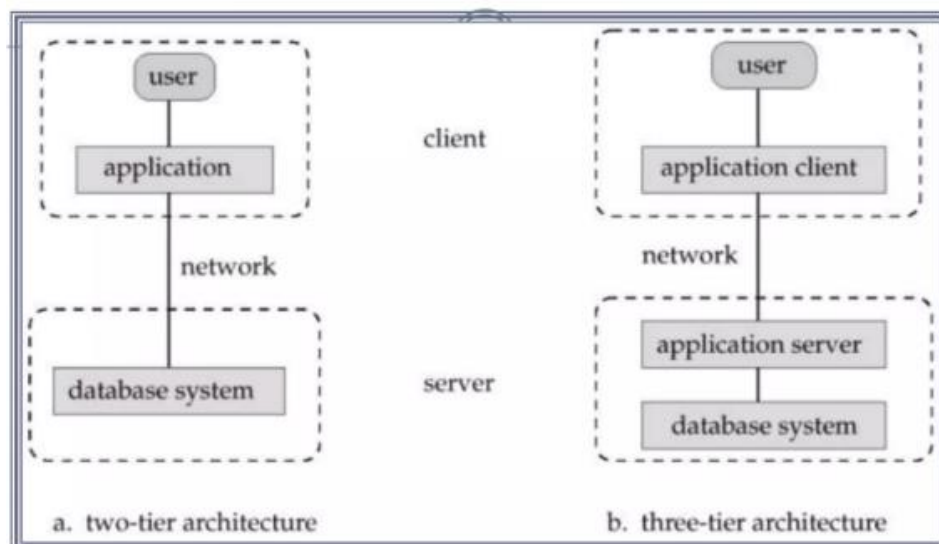 user
application
network
database system
a. two-tier architecture
client
server
user
application client
network
application server
database system
b. three-tier architecture